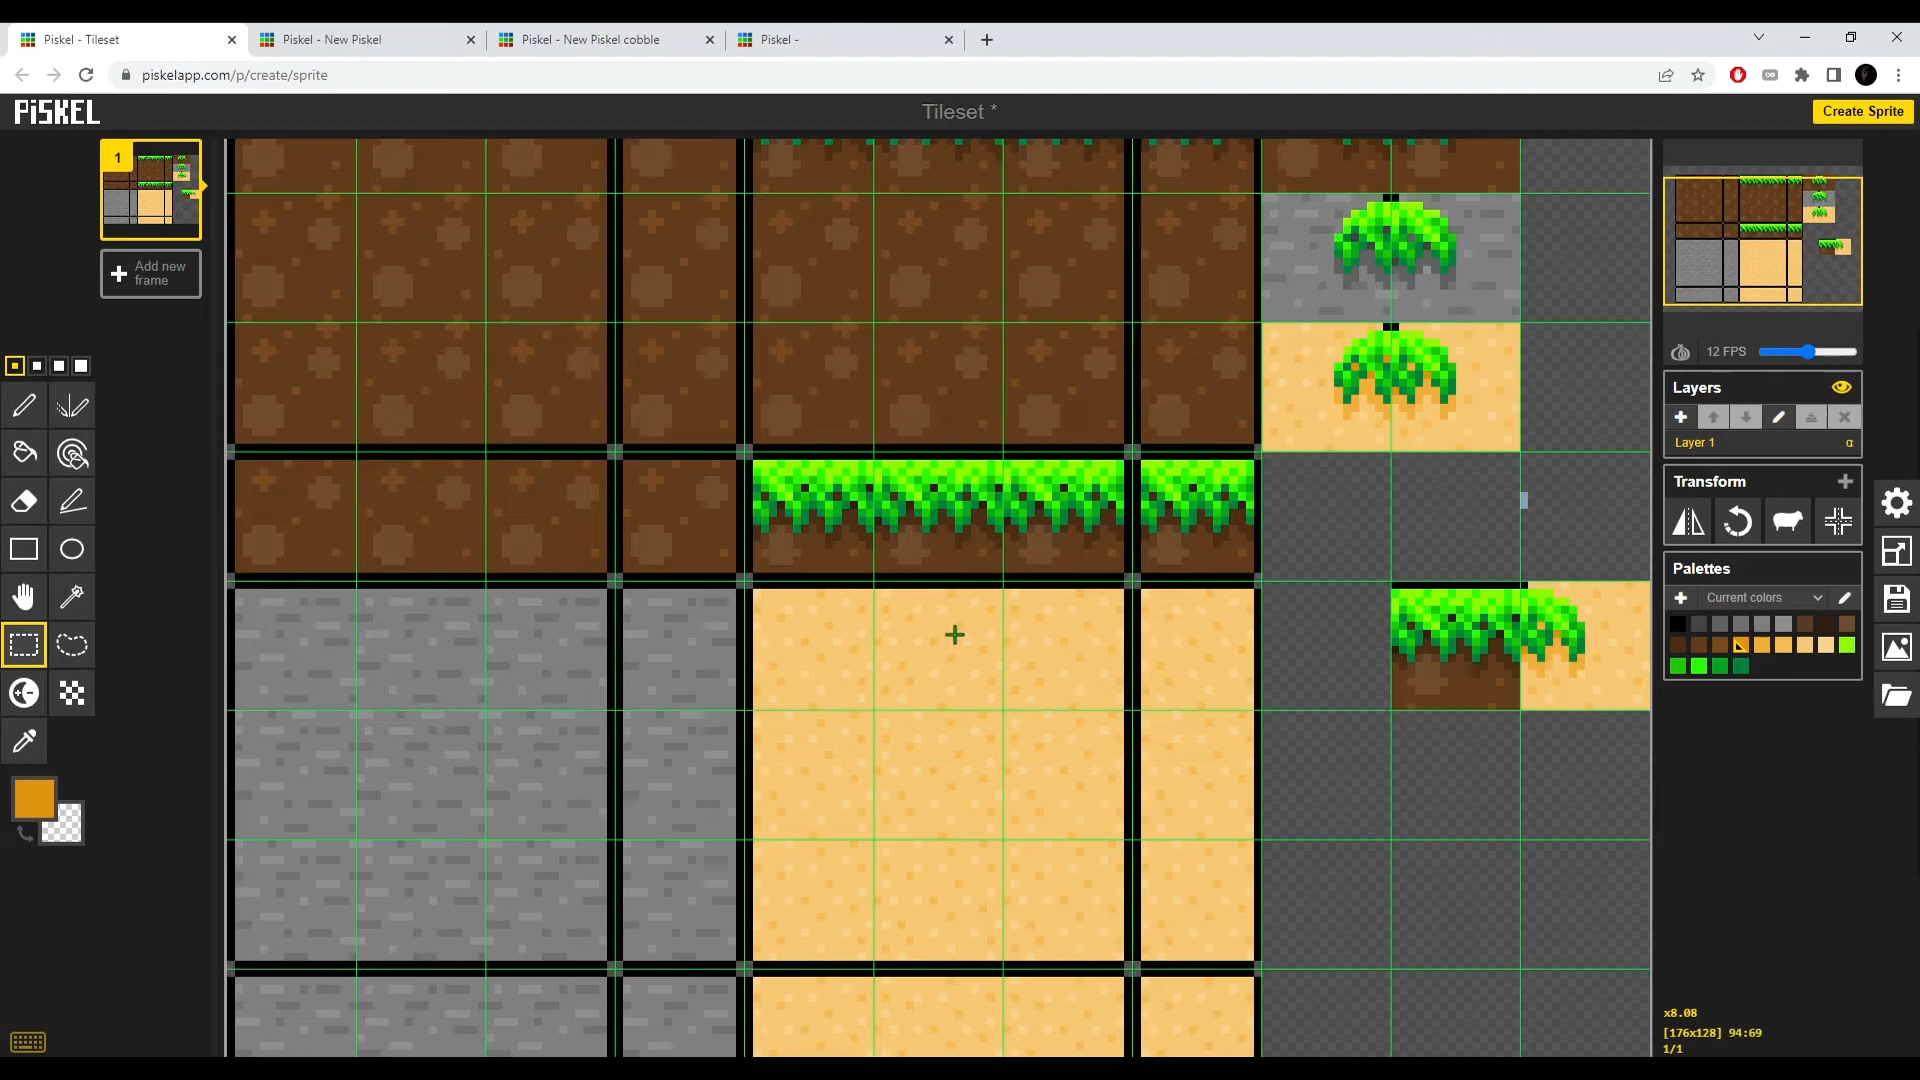 Piskel - Tileset
Piskel - New Piskel
Piskel - New Piskel cobble
Piskel -
piskelapp.com/p/create/sprite
PiSKEL
Tileset *
Create Sprite
1
Add new
frame
12 FPS
Layers
Layer 1
α
Transform
Palettes
Current colors
x8.08
[176x128] 94:69
1/1